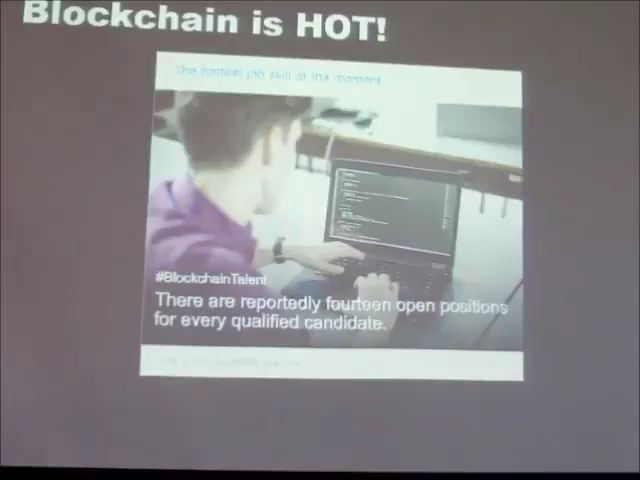 Blockchain is HOT!
The hottest job skill at the moment
#BlockchainTalent
There are reportedly fourteen open positions
for every qualified candidate.